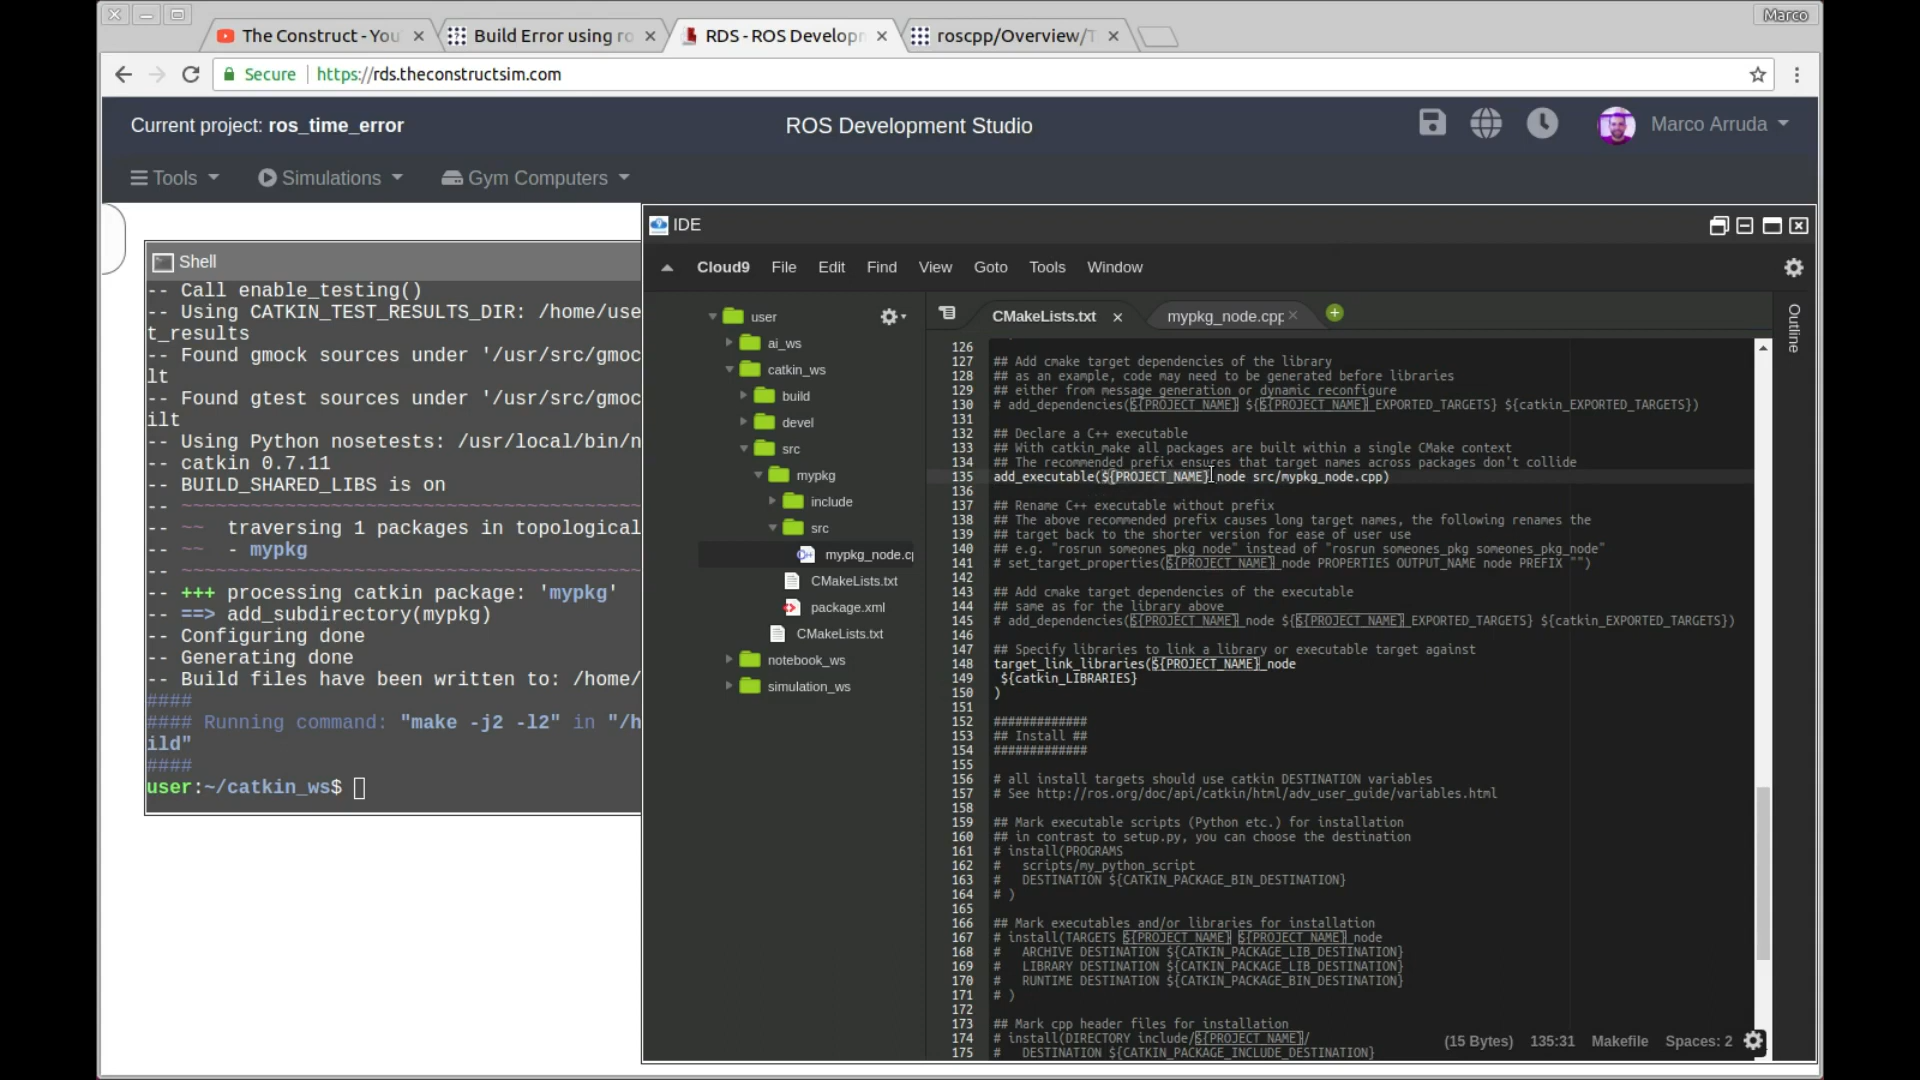 Marco
The Construct - You
Build Error using ro
RDS - ROS Develop
roscpp/Overview/T
Secure
https://rds.theconstructsim.com
Current project: ros_time_error
ROS Development Studio
Marco Arruda
Tools
Simulations
Gym Computers
Shell
-- Call enable_testing()
-- Using CATKIN_TEST_RESULTS_DIR: /home/use
t_results
-- Found gmock sources under '/usr/src/gmoc
lt
-- Found gtest sources under '/usr/src/gmoc
ilt
-- Using Python nosetests: /usr/local/bin/n
-- catkin 0.7.11
-- BUILD_SHARED_LIBS is on
-- ~~~~~~~~~~~~~~~~~~~~~~~~~~~~~~~~~~~~~~~~
-- ~~  traversing 1 packages in topological
-- ~~  - mypkg
-- ~~~~~~~~~~~~~~~~~~~~~~~~~~~~~~~~~~~~~~~~
-- +++ processing catkin package: 'mypkg'
-- ==> add_subdirectory(mypkg)
-- Configuring done
-- Generating done
-- Build files have been written to: /home/
####
#### Running command: "make -j2 -l2" in "/h
ild"
####
user:~/catkin_ws$
IDE
Cloud9 File Edit Find View Goto Tools Window
user
ai_ws
catkin_ws
build
devel
src
mypkg
include
src
mypkg_node.cp
CMakeLists.txt
package.xml
CMakeLists.txt
notebook_ws
simulation_ws
CMakeLists.txt
mypkg_node.cpp
Outline
126
127 ## Add cmake target dependencies of the library
128 ## as an example, code may need to be generated before libraries
129 ## either from message generation or dynamic reconfigure
130 # add_dependencies(${PROJECT_NAME} ${${PROJECT_NAME}_EXPORTED_TARGETS} ${catkin_EXPORTED_TARGETS})
131
132 ## Declare a C++ executable
133 ## With catkin_make all packages are built within a single CMake context
134 ## The recommended prefix ensures that target names across packages don't collide
135 add_executable(${PROJECT_NAME}_node src/mypkg_node.cpp)
136
137 ## Rename C++ executable without prefix
138 ## The above recommended prefix causes long target names, the following renames the
139 ## target back to the shorter version for ease of user use
140 ## e.g. "rosrun someones_pkg node" instead of "rosrun someones_pkg someones_pkg_node"
141 # set_target_properties(${PROJECT_NAME}_node PROPERTIES OUTPUT_NAME node PREFIX "")
142
143 ## Add cmake target dependencies of the executable
144 ## same as for the library above
145 # add_dependencies(${PROJECT_NAME}_node ${${PROJECT_NAME}_EXPORTED_TARGETS} ${catkin_EXPORTED_TARGETS})
146
147 ## Specify libraries to link a library or executable target against
148 target_link_libraries(${PROJECT_NAME}_node
149 ${catkin_LIBRARIES}
150 )
151
152 #############
153 ## Install ##
154 #############
155
156 # all install targets should use catkin DESTINATION variables
157 # See http://ros.org/doc/api/catkin/html/adv_user_guide/variables.html
158
159 ## Mark executable scripts (Python etc.) for installation
160 ## in contrast to setup.py, you can choose the destination
161 # install(PROGRAMS
162 #   scripts/my_python_script
163 #   DESTINATION ${CATKIN_PACKAGE_BIN_DESTINATION}
164 # )
165
166 ## Mark executables and/or libraries for installation
167 # install(TARGETS ${PROJECT_NAME} ${PROJECT_NAME}_node
168 #   ARCHIVE DESTINATION ${CATKIN_PACKAGE_LIB_DESTINATION}
169 #   LIBRARY DESTINATION ${CATKIN_PACKAGE_LIB_DESTINATION}
170 #   RUNTIME DESTINATION ${CATKIN_PACKAGE_BIN_DESTINATION}
171 # )
172
173 ## Mark cpp header files for installation
174 # install(DIRECTORY include/${PROJECT_NAME}/
175 #   DESTINATION ${CATKIN_PACKAGE_INCLUDE_DESTINATION}
(15 Bytes) 135:31 Makefile Spaces: 2